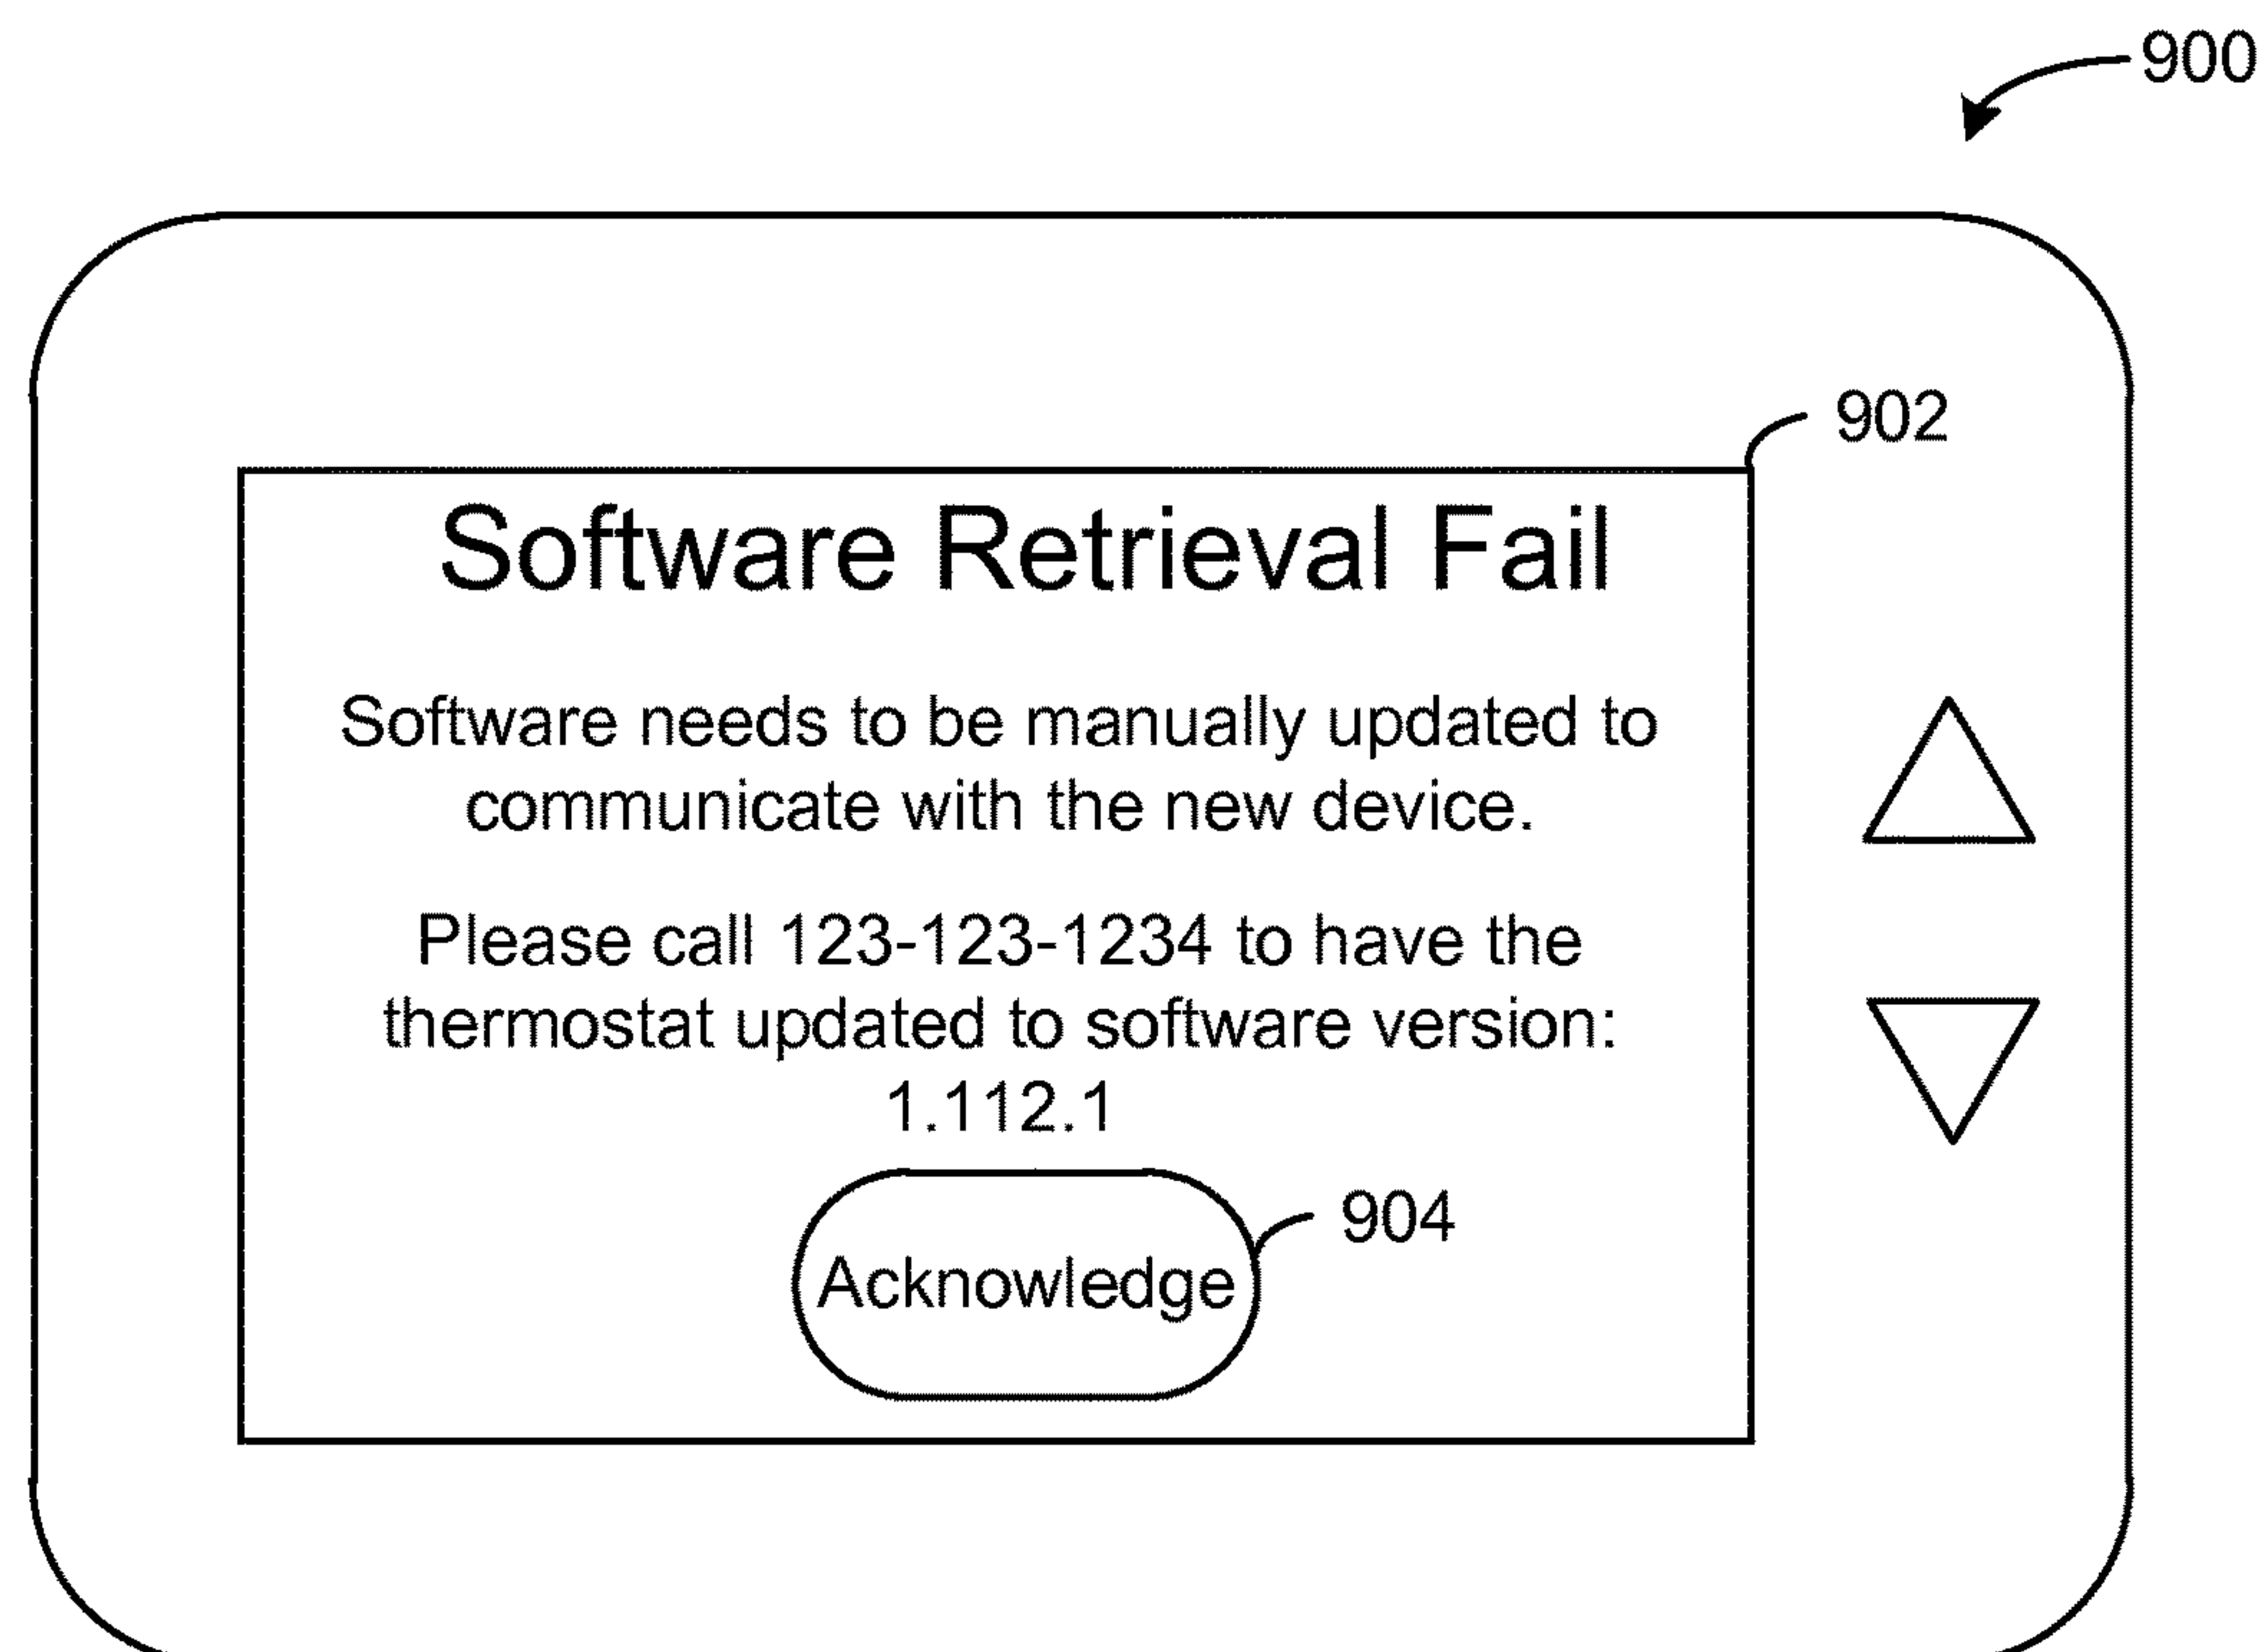 900
902
Software Retrieval Fail
Software needs to be manually updated to
communicate with the new device.
Please call 123-123-1234 to have the
thermostat updated to software version:
1.112.1
904
Acknowledge